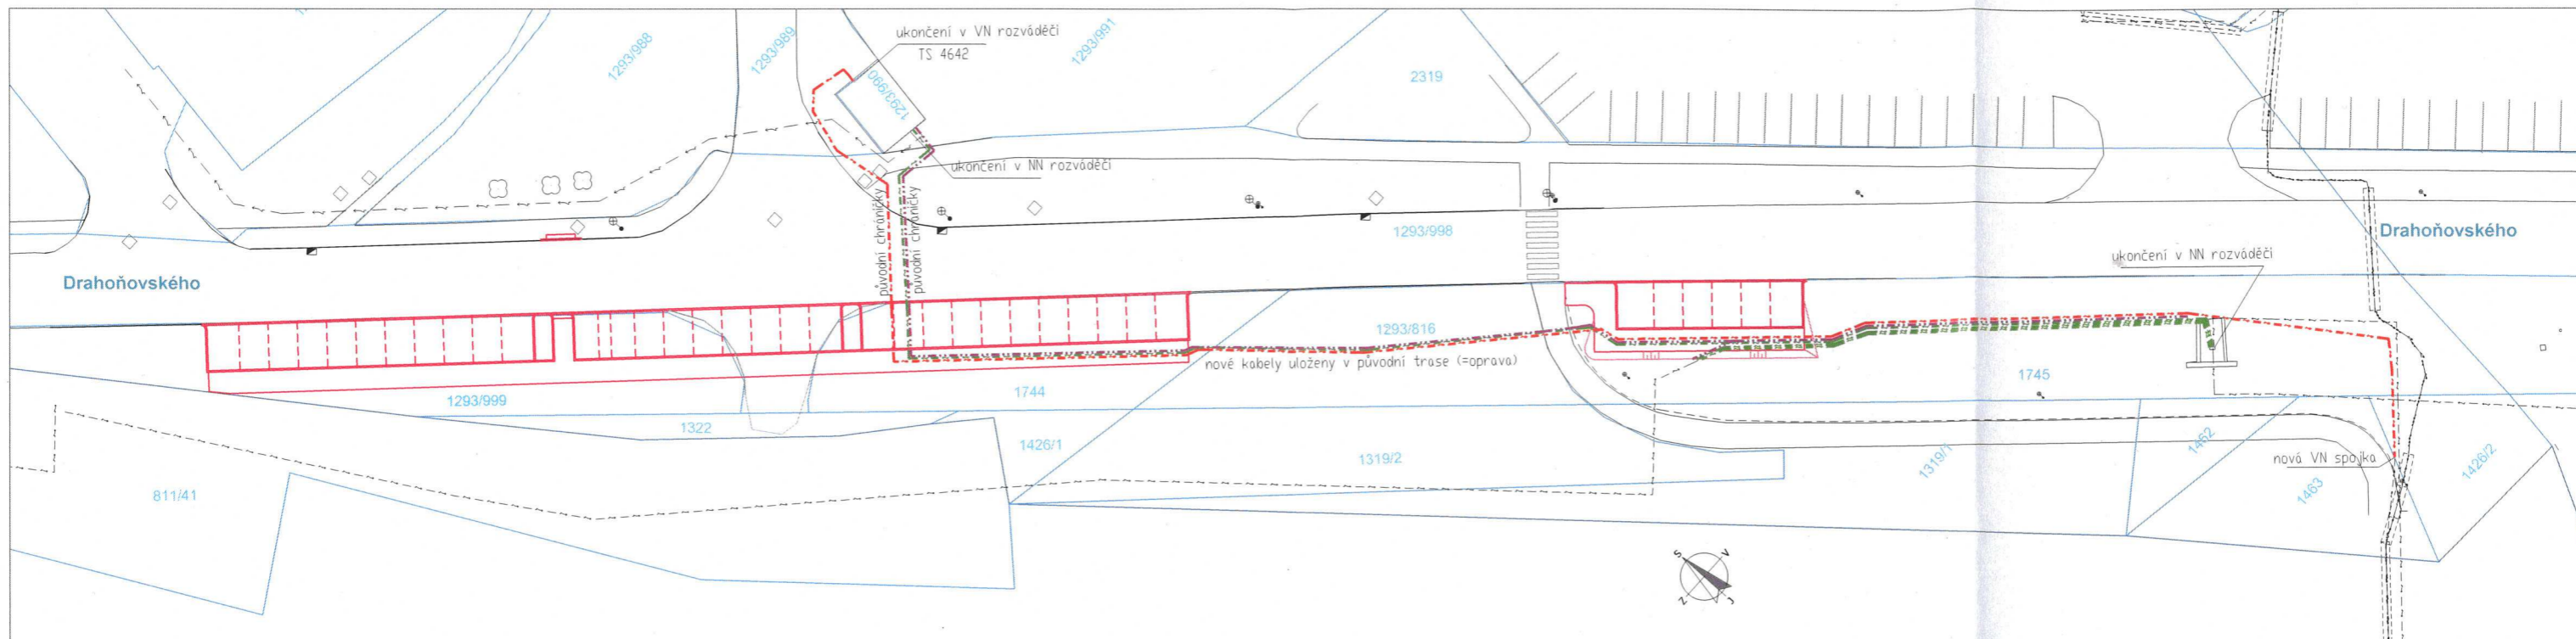 ukončení v VN rozváděči
TS 4642
1293/988
1293/989
1293/990
1293/991
2319
ukončení v NN rozváděči
původní chráničky
původní chráničky
1293/998
Drahoňovského
Drahoňovského
ukončení v NN rozváděči
1293/816
nové kabely uloženy v původní trase (=oprava)
1293/999
1744
1745
1322
1426/1
1319/2
1319/1
1462
nová VN spojka
1463
1426/2
811/41
S
V
Z
J